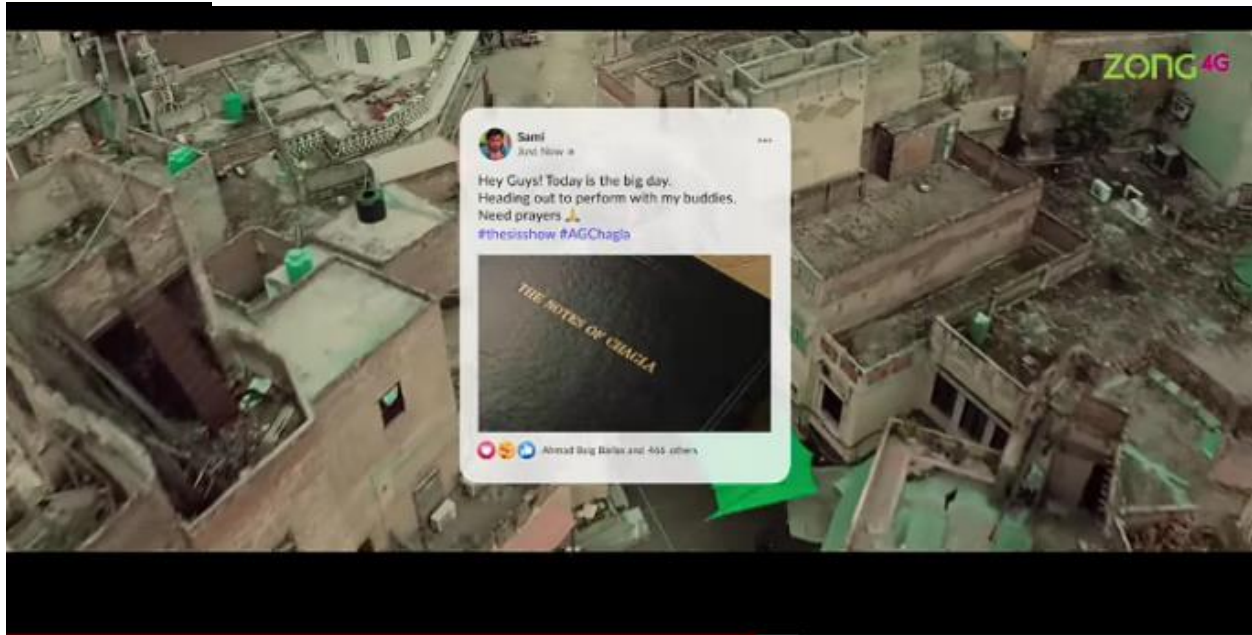 ZONG 4G
Sami
Just Now
Hey Guys! Today is the big day.
Heading out to perform with my buddies.
Need prayers 🙏
#thesisshow #AGChagla
THE NOTES OF CHAGLA
Ahmad Baig Barlas and 466 others